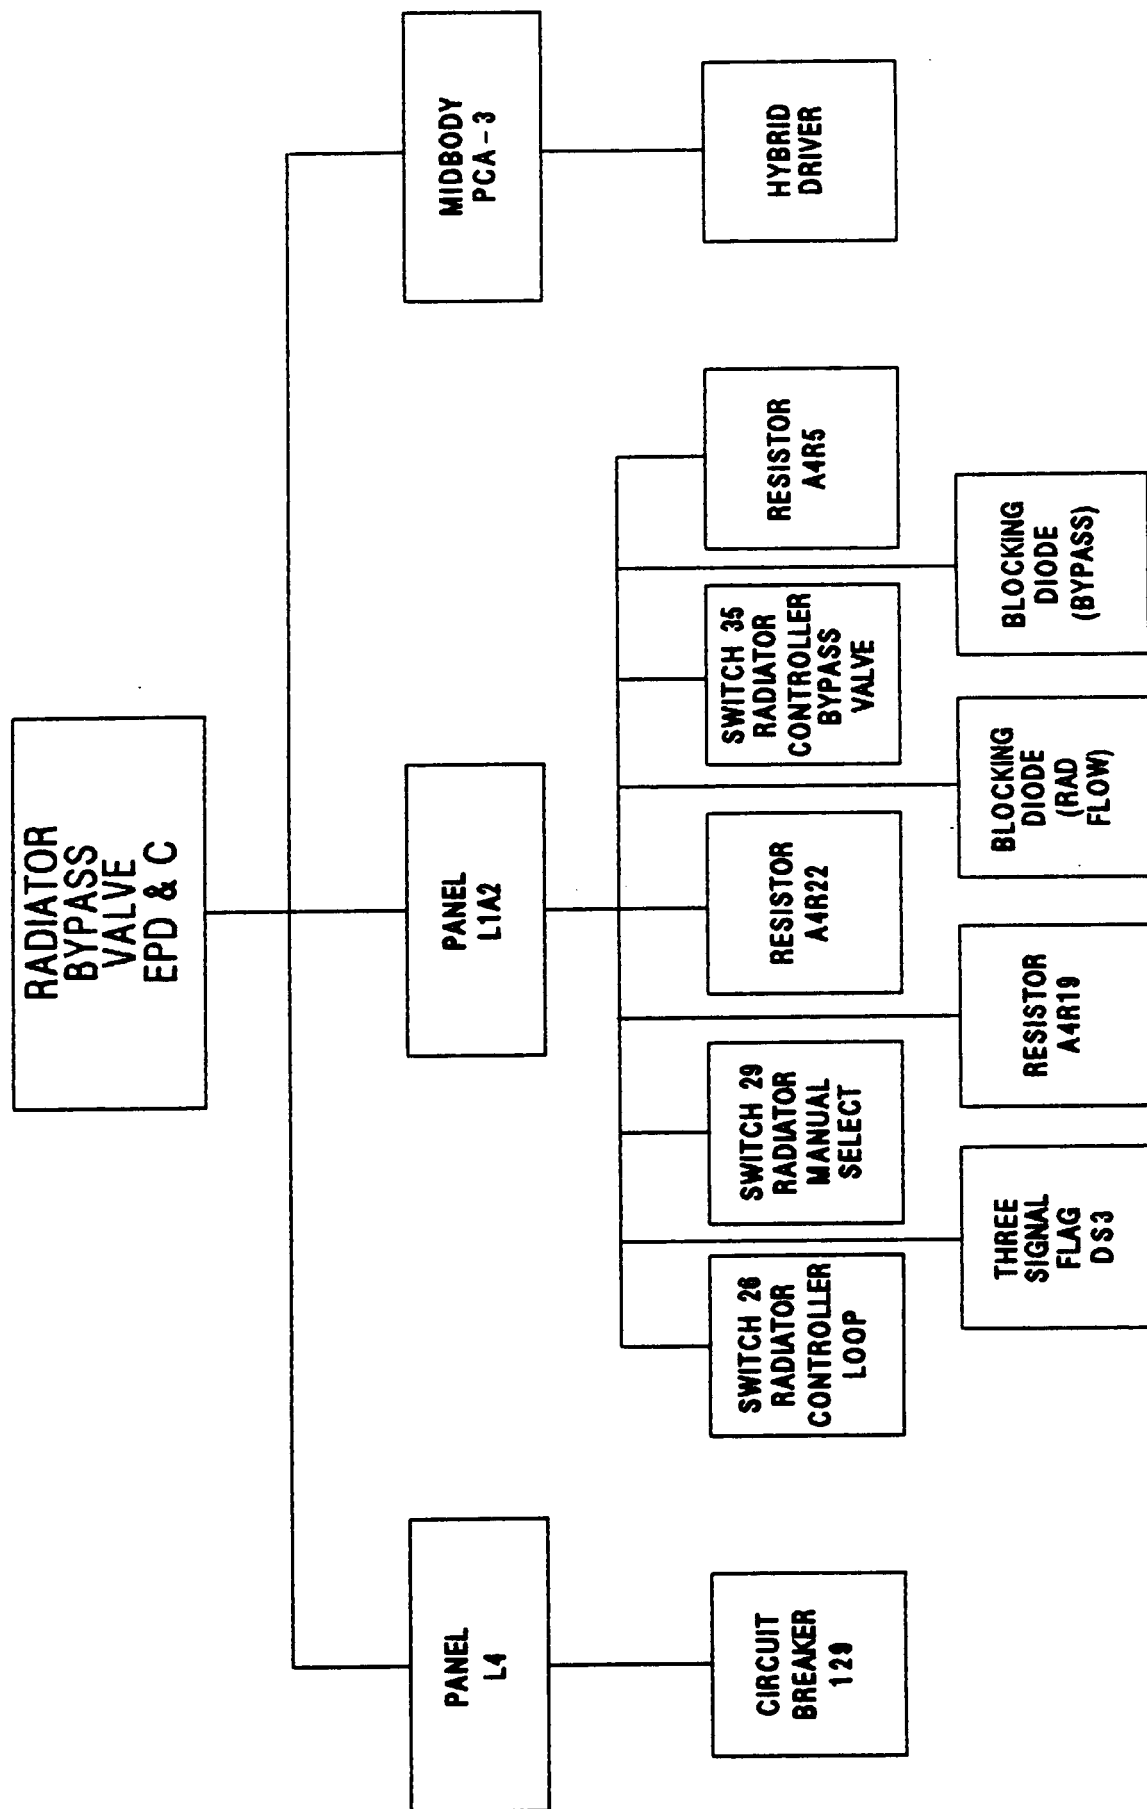 RADIATOR
BYPASS
VALVE
EPD & C
PANEL
L4
PANEL
L1A2
MIDBODY
PCA-3
CIRCUIT
BREAKER
129
SWITCH 26
RADIATOR
CONTROLLER
LOOP
SWITCH 29
RADIATOR
MANUAL
SELECT
RESISTOR
A4R22
SWITCH 35
RADIATOR
CONTROLLER
BYPASS
VALVE
RESISTOR
A4R5
HYBRID
DRIVER
THREE
SIGNAL
FLAG
DS3
RESISTOR
A4R19
BLOCKING
DIODE
(RAD
FLOW)
BLOCKING
DIODE
(BYPASS)